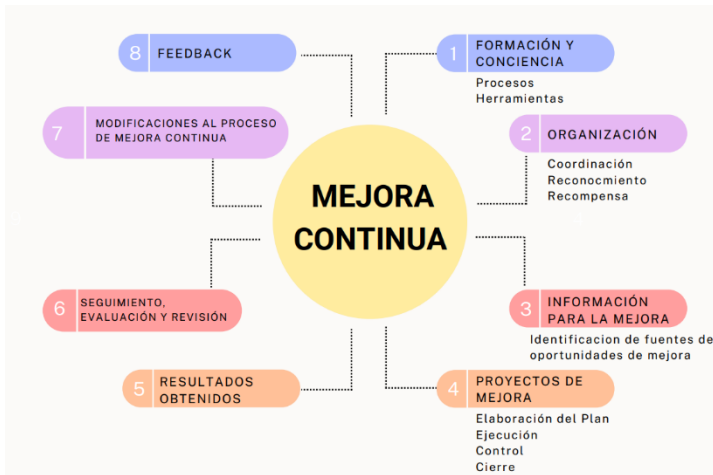 MEJORA
CONTINUA
1
FORMACIÓN Y
CONCIENCIA
Procesos
Herramientas
2
ORGANIZACIÓN
Coordinación
Reconocmiento
Recompensa
3
INFORMACIÓN
PARA LA MEJORA
Identificacion de fuentes de
oportunidades de mejora
4
PROYECTOS DE
MEJORA
Elaboración del Plan
Ejecución
Control
Cierre
5
RESULTADOS
OBTENIDOS
6
SEGUIMIENTO,
EVALUACIÓN Y REVISIÓN
7
MODIFICACIONES AL PROCESO
DE MEJORA CONTINUA
8
FEEDBACK